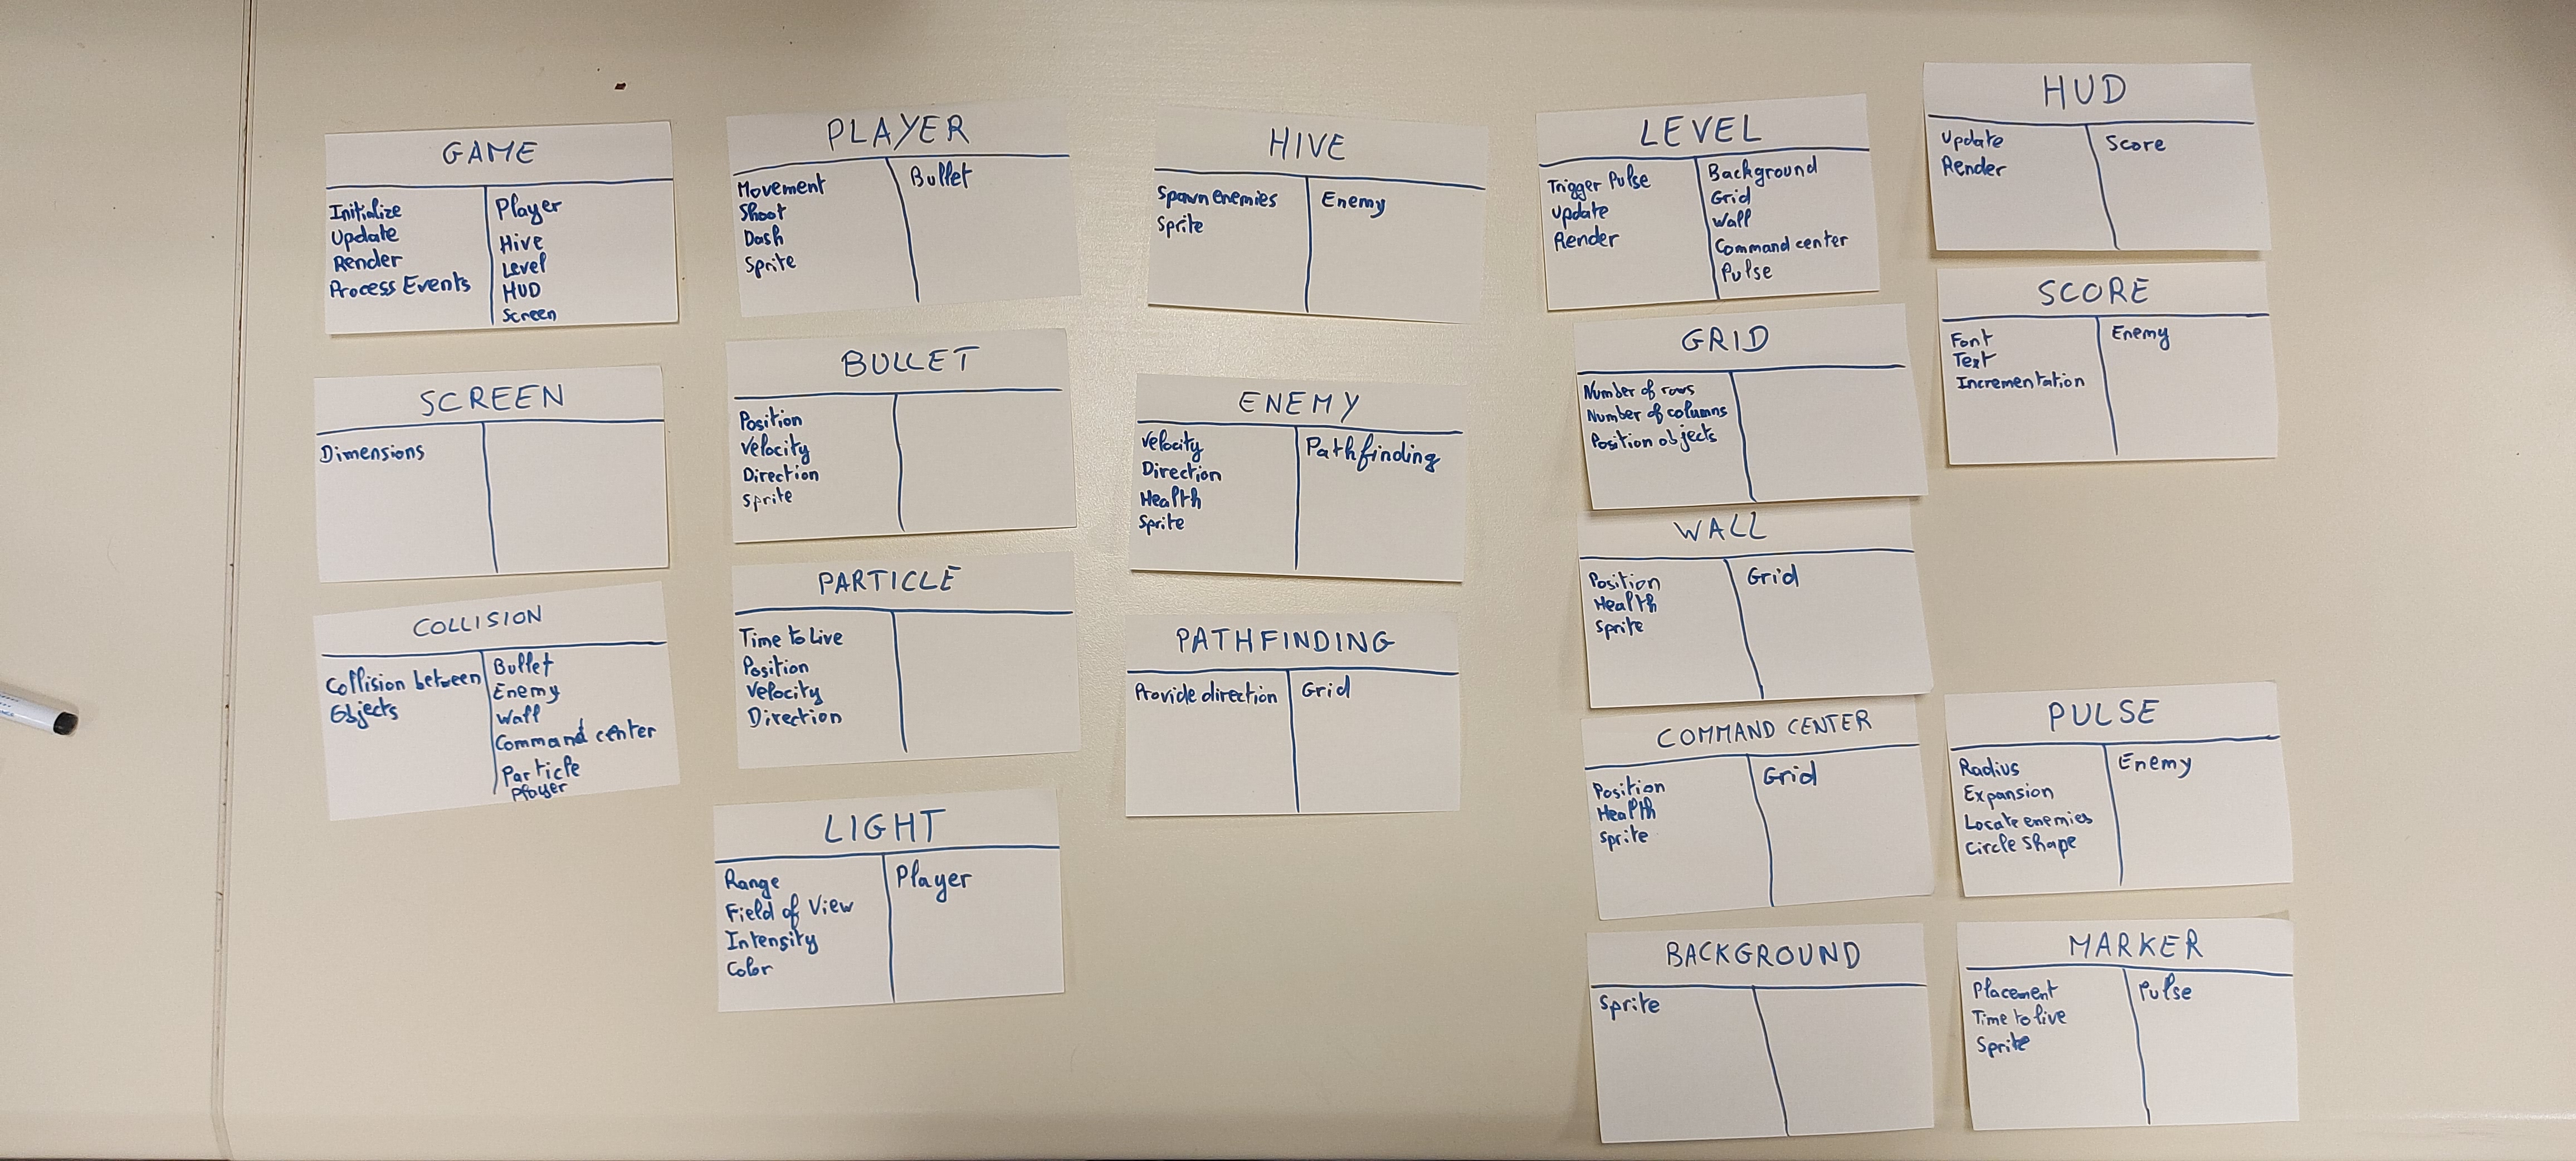 GAME
Initialize
Update
Render
Process Events
Player
Hive
Level
HUD
Screen
SCREEN
Dimensions
COLLISION
Collision between
Objects
Bullet
Enemy
Wall
Command center
Particle
Player
PLAYER
Movement
Shoot
Dash
Sprite
Bullet
BULLET
Position
Velocity
Direction
Sprite
PARTICLE
Time to Live
Position
Velocity
Direction
LIGHT
Range
Field of View
Intensity
Color
Player
HIVE
Spawn enemies
Sprite
Enemy
ENEMY
Velocity
Direction
Health
Sprite
Pathfinding
PATHFINDING
Provide direction
Grid
LEVEL
Trigger Pulse
Update
Render
Background
Grid
Wall
Command center
Pulse
GRID
Number of rows
Number of columns
Position objects
WALL
Position
Health
Sprite
Grid
COMMAND CENTER
Position
Health
Sprite
Grid
BACKGROUND
Sprite
HUD
Update
Render
Score
SCORE
Font
Text
Incrementation
Enemy
PULSE
Radius
Expansion
Locate enemies
Circle Shape
Enemy
MARKER
Placement
Time to live
Sprite
Pulse